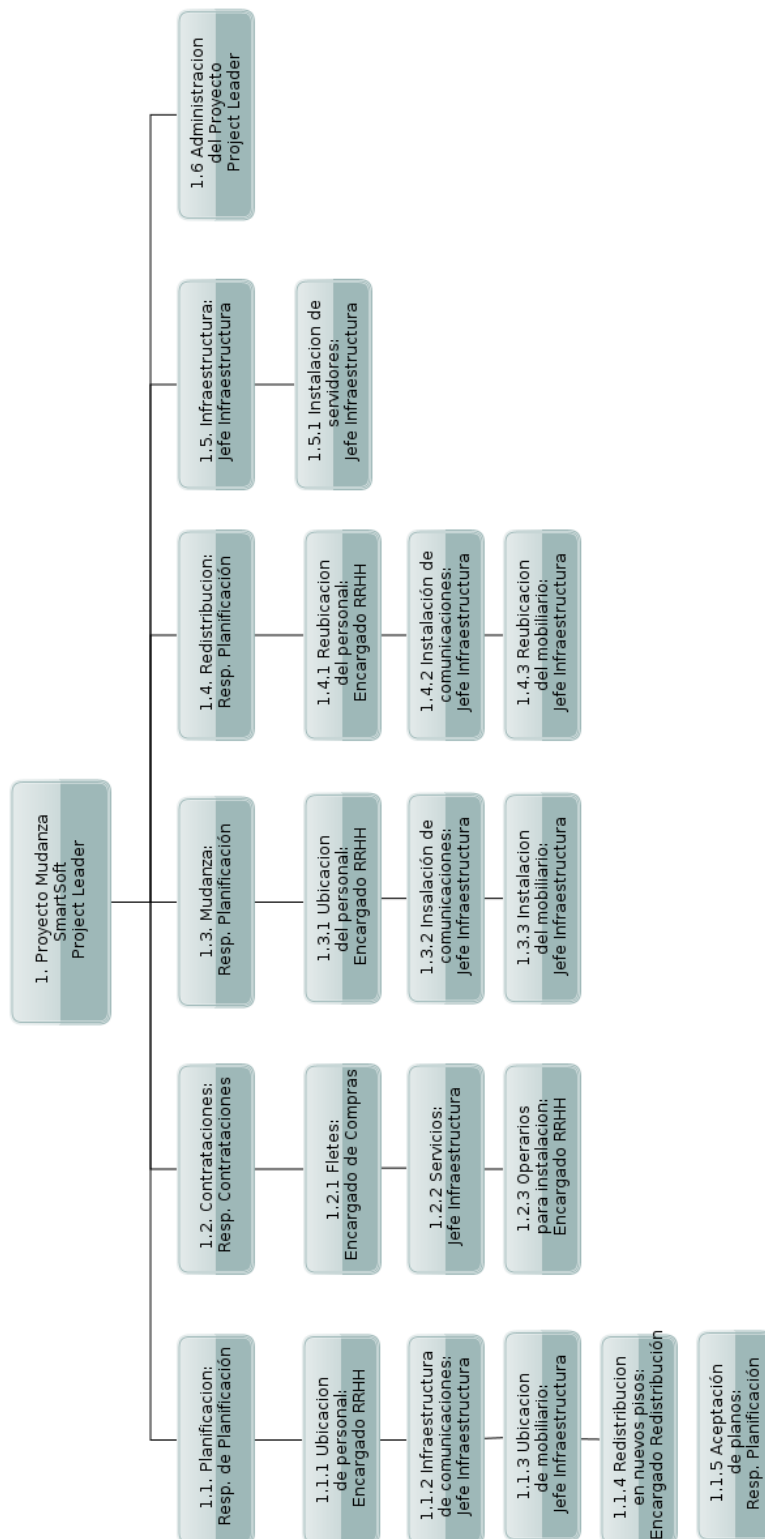 1. Proyecto Mudanza
SmartSoft
Project Leader
1.1. Planificacion:
Resp. de Planificación
1.1.1 Ubicacion
de personal:
Encargado RRHH
1.1.2 Infraestructura
de comunicaciones:
Jefe Infraestructura
1.1.3 Ubicacion
de mobiliario:
Jefe Infraestructura
1.1.4 Redistribucion
en nuevos pisos:
Encargado Redistribución
1.1.5 Aceptación
de planos:
Resp. Planificación
1.2. Contrataciones:
Resp. Contrataciones
1.2.1 Fletes:
Encargado de Compras
1.2.2 Servicios:
Jefe Infraestructura
1.2.3 Operarios
para instalacion:
Encargado RRHH
1.3. Mudanza:
Resp. Planificación
1.3.1 Ubicacion
del personal:
Encargado RRHH
1.3.2 Insalación de
comunicaciones:
Jefe Infraestructura
1.3.3 Instalacion
del mobiliario:
Jefe Infraestructura
1.4. Redistribucion:
Resp. Planificación
1.4.1 Reubicacion
del personal:
Encargado RRHH
1.4.2 Instalación de
comunicaciones:
Jefe Infraestructura
1.4.3 Reubicacion
del mobiliario:
Jefe Infraestructura
1.5. Infraestructura:
Jefe Infraestructura
1.5.1 Instalacion de
servidores:
Jefe Infraestructura
1.6 Administracion
del Proyecto
Project Leader